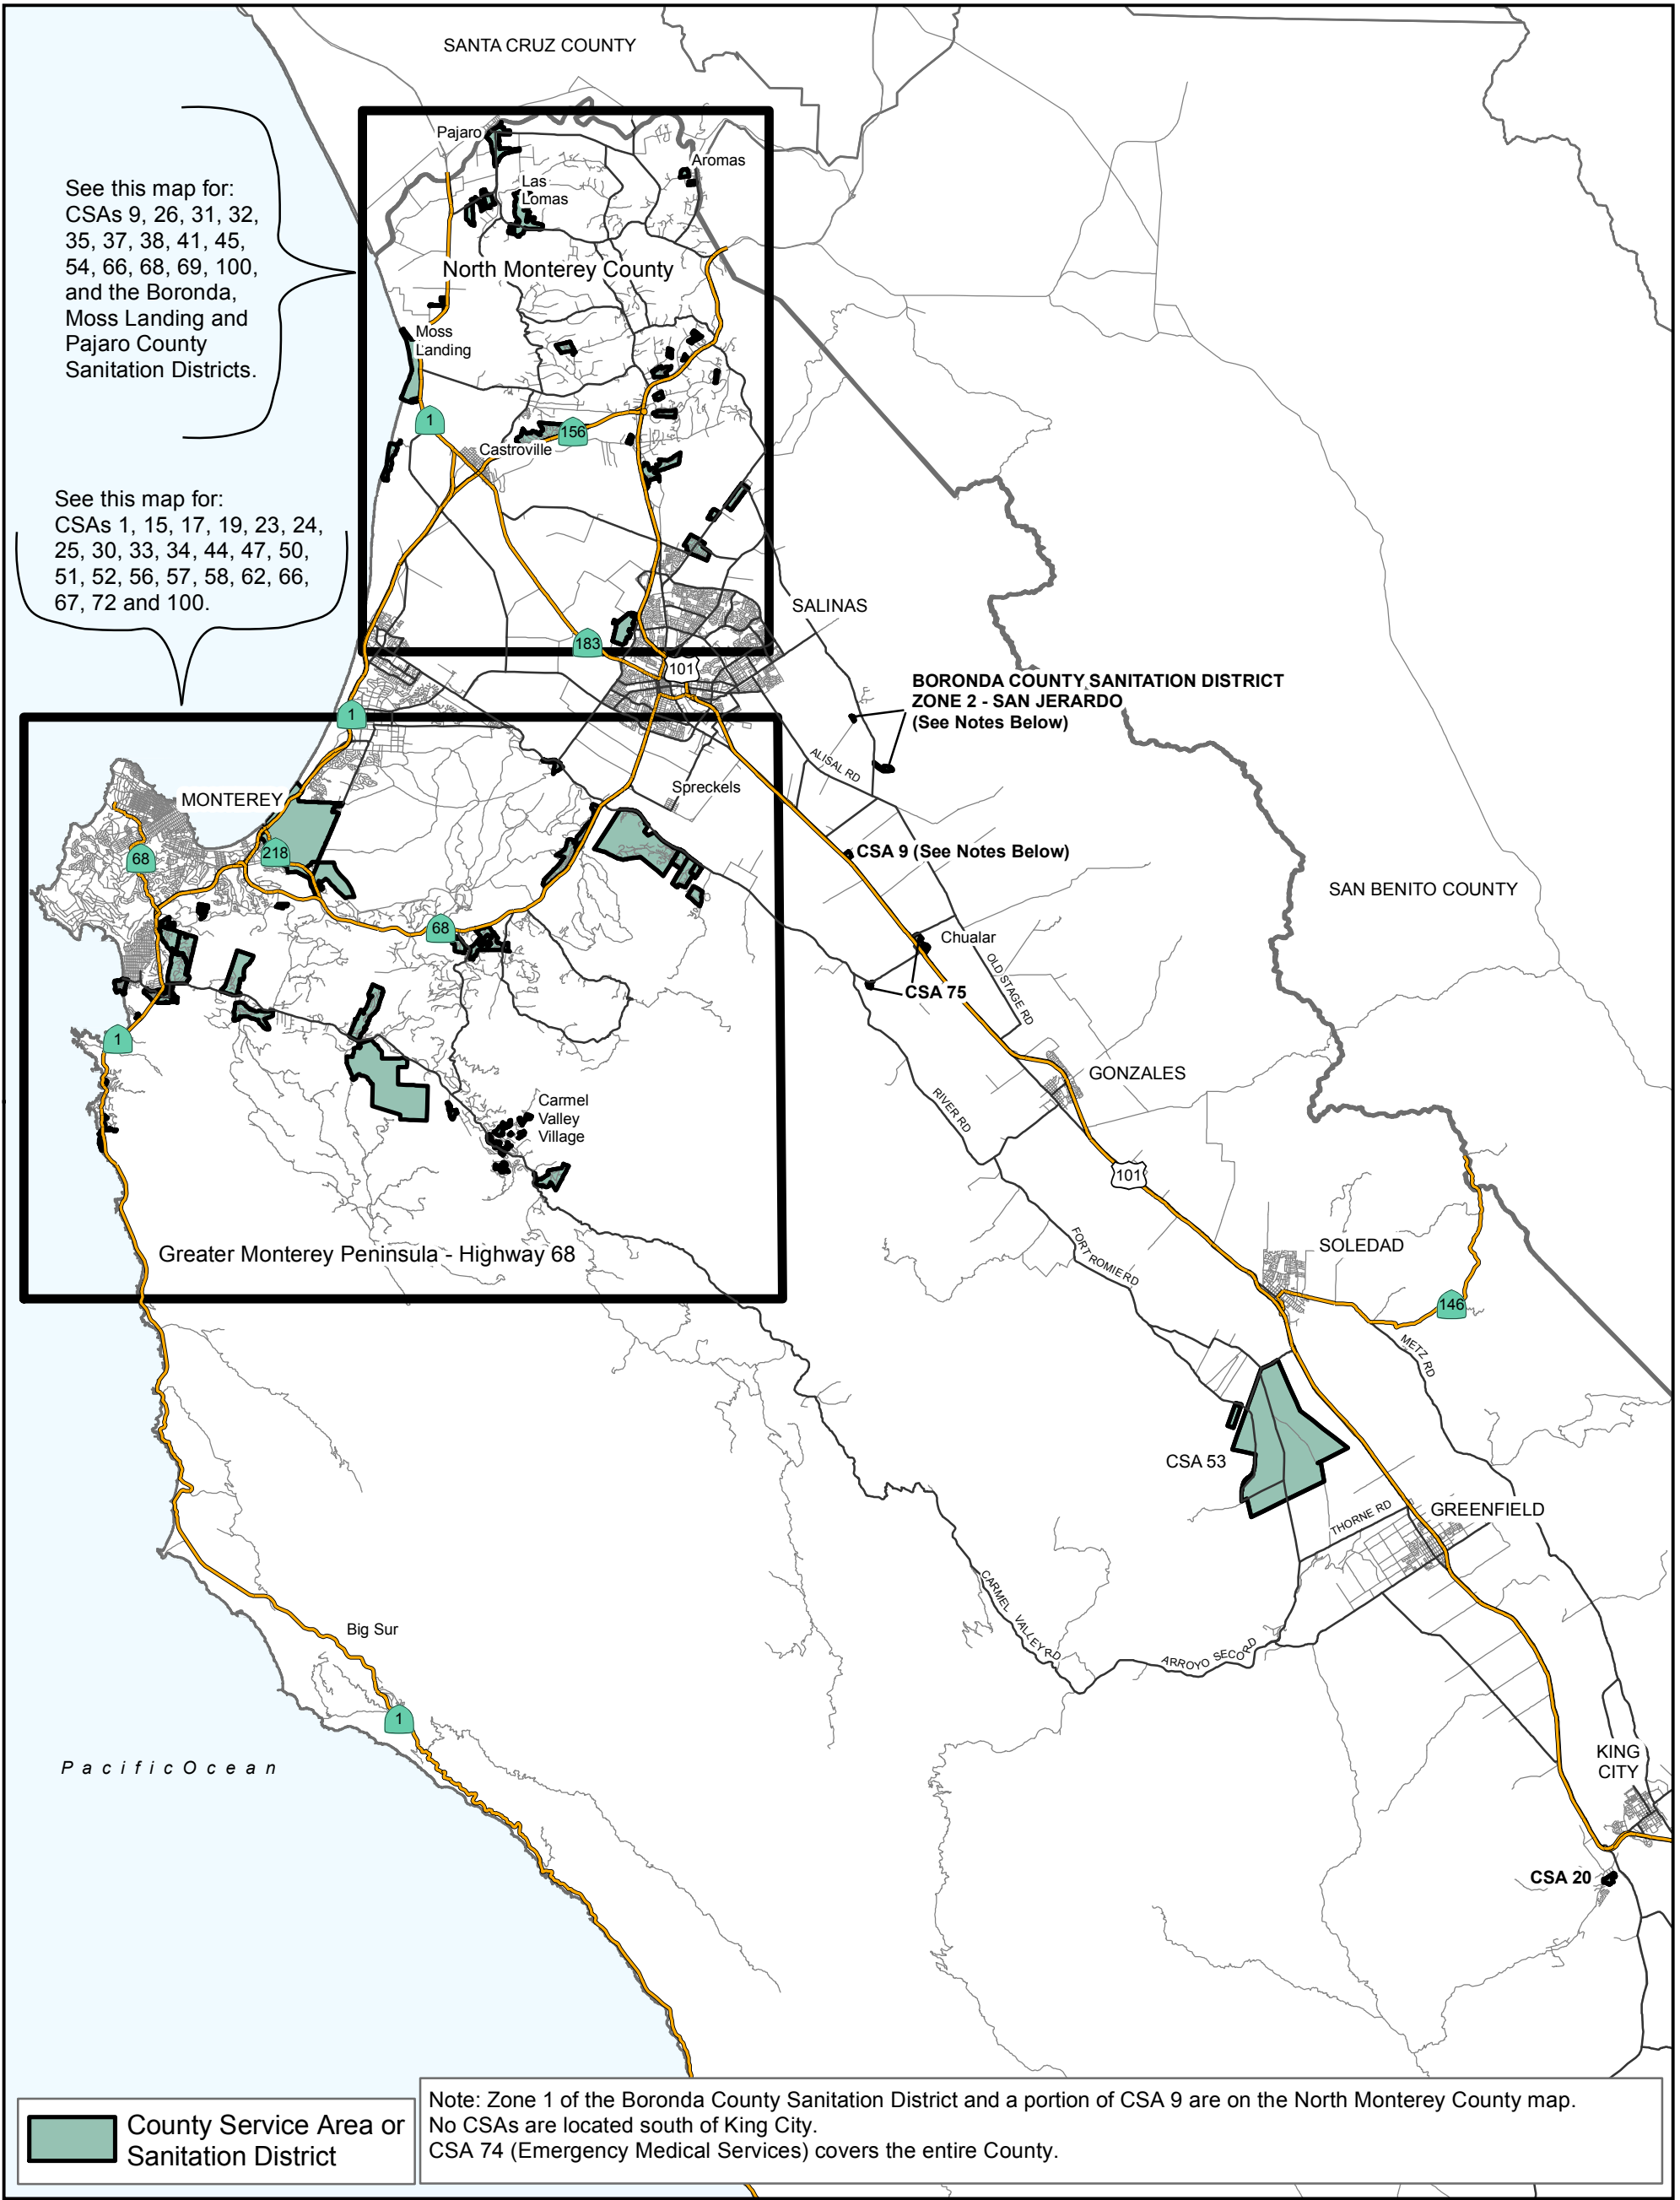 SANTA CRUZ COUNTY
Pajaro
Aromas
Las
Lomas
See this map for:
CSAs 9, 26, 31, 32,
35, 37, 38, 41, 45,
54, 66, 68, 69, 100,
and the Boronda,
Moss Landing and
Pajaro County
Sanitation Districts.
North Monterey County
Moss
Landing
1
156
Castroville
See this map for:
CSAs 1, 15, 17, 19, 23, 24,
25, 30, 33, 34, 44, 47, 50,
51, 52, 56, 57, 58, 62, 66,
67, 72 and 100.
SALINAS
183
101
BORONDA COUNTY SANITATION DISTRICT
ZONE 2 - SAN JERARDO
(See Notes Below)
1
ALISAL RD
Spreckels
MONTEREY
68
218
CSA 9 (See Notes Below)
SAN BENITO COUNTY
68
Chualar
OLD STAGE RD
CSA 75
1
GONZALES
RIVER RD
Carmel
Valley
Village
101
FORT ROMIE RD
SOLEDAD
Greater Monterey Peninsula - Highway 68
146
METZ RD
CSA 53
THORNE RD
GREENFIELD
CARMEL VALLEY RD
ARROYO SECO RD
Big Sur
1
Pacific Ocean
KING
CITY
CSA 20
County Service Area or
Sanitation District
Note: Zone 1 of the Boronda County Sanitation District and a portion of CSA 9 are on the North Monterey County map.
No CSAs are located south of King City.
CSA 74 (Emergency Medical Services) covers the entire County.